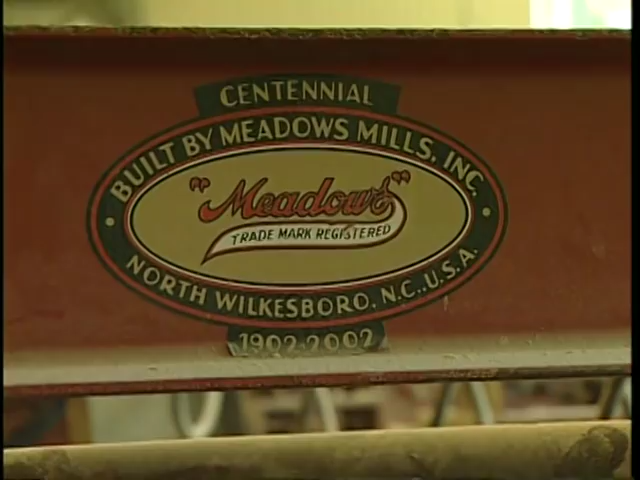 CENTENNIAL
BUILT BY MEADOWS MILLS, INC.
"Meadows"
TRADE MARK REGISTERED
NORTH WILKESBORO, N.C., U.S.A.
1902-2002